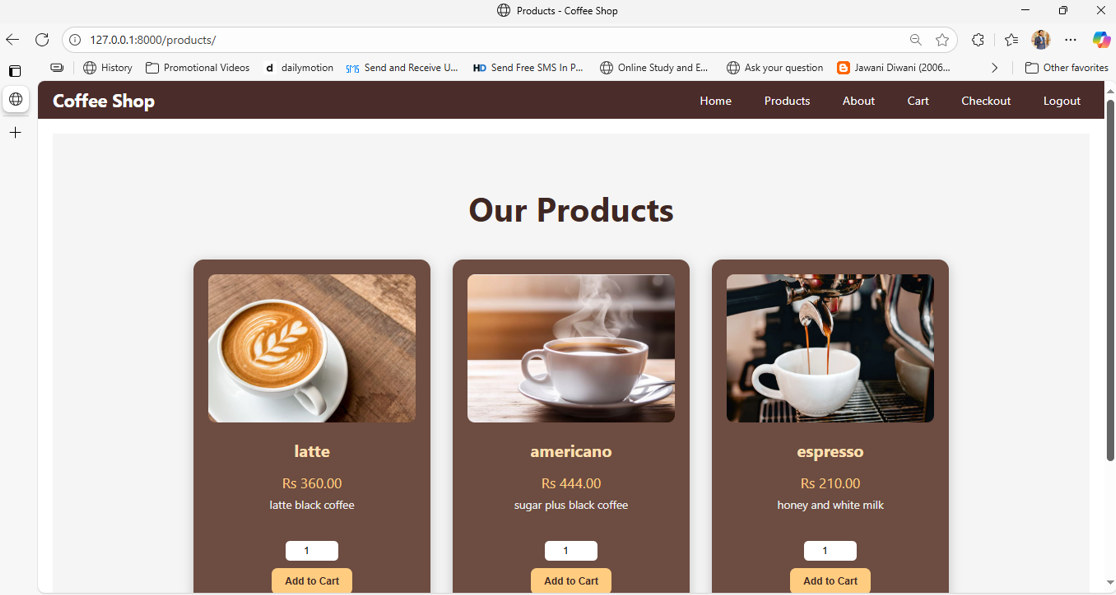 Products - Coffee Shop
127.0.0.1:8000/products/
History Promotional Videos d dailymotion Send and Receive U... HD Send Free SMS In P... Online Study and E... Ask your question Jawani Diwani (2006... Other favorites
Coffee Shop Home Products About Cart Checkout Logout
Our Products
latte americano espresso
Rs 360.00 Rs 444.00 Rs 210.00
latte black coffee sugar plus black coffee honey and white milk
1 1 1
Add to Cart Add to Cart Add to Cart